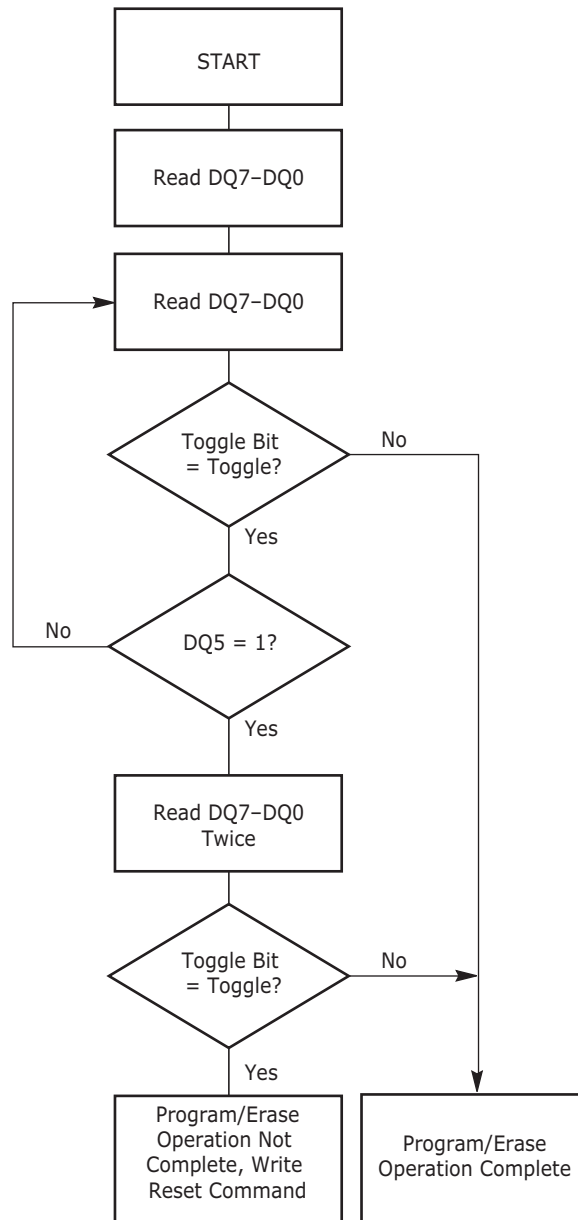 START
Read DQ7–DQ0
Read DQ7–DQ0
Toggle Bit
= Toggle?
No
Yes
No
DQ5 = 1?
Yes
Read DQ7–DQ0
Twice
Toggle Bit
= Toggle?
No
Yes
Program/Erase
Operation Not
Complete, Write
Reset Command
Program/Erase
Operation Complete